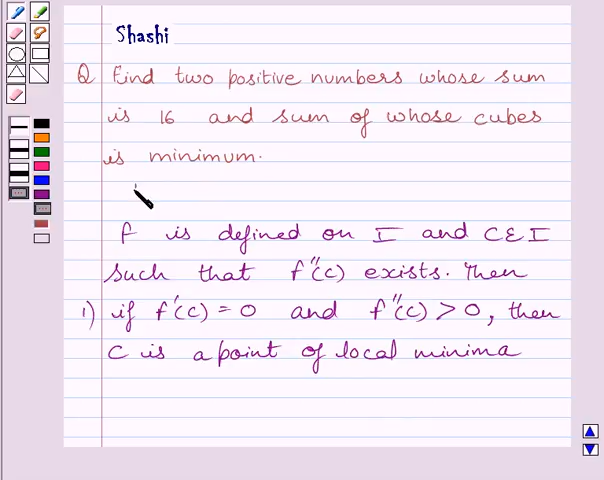 Shashi
Q Find two positive numbers whose sum
is 16 and sum of whose cubes
is minimum.
f is defined on I and C ε I
such that f''(c) exists. Then
1) if f'(c) = 0 and f''(c) > 0, then
C is a point of local minima